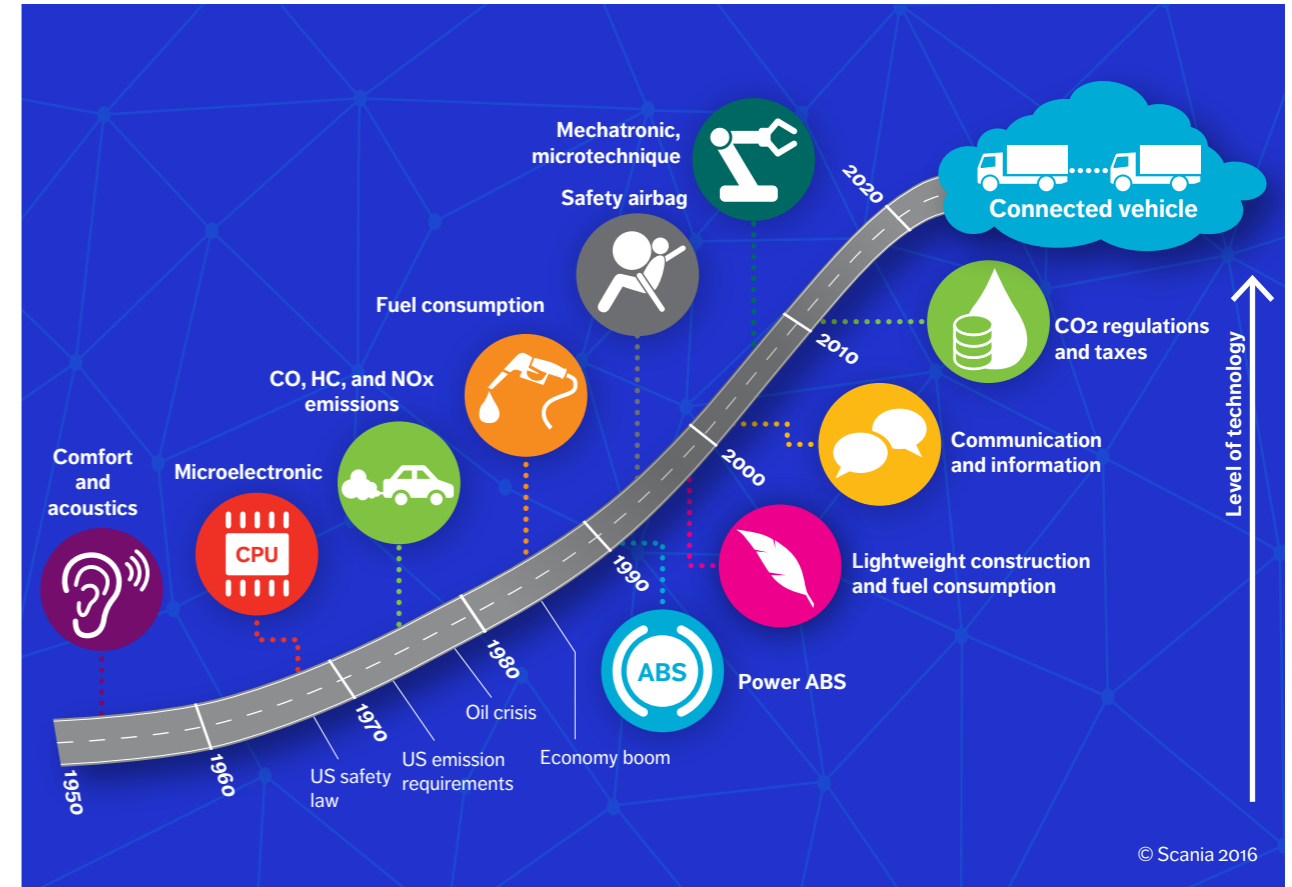 Mechatronic,
microtechnique
Safety airbag
Fuel consumption
CO, HC, and NOx
emissions
Microelectronic
Comfort
and
acoustics
CPU
2020
Connected vehicle
CO2 regulations
and taxes
2010
Level of technology
Communication
and information
2000
Lightweight construction
and fuel consumption
1990
ABS
Power ABS
1980
Oil crisis
Economy boom
1970
US emission
requirements
US safety
law
1960
1950
© Scania 2016